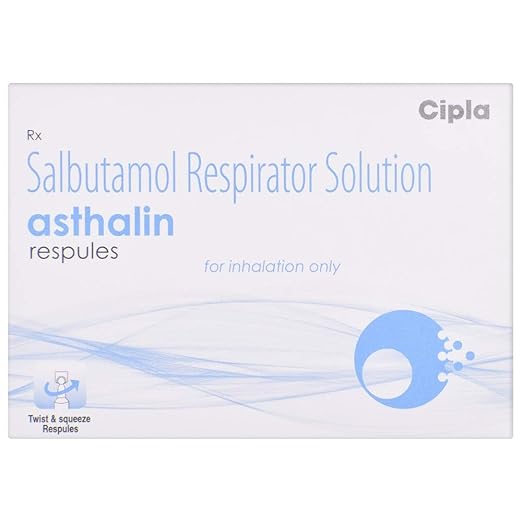 Cipla
Rx
Salbutamol Respirator Solution
asthalin
respules
for inhalation only
Twist & squeeze
Respules